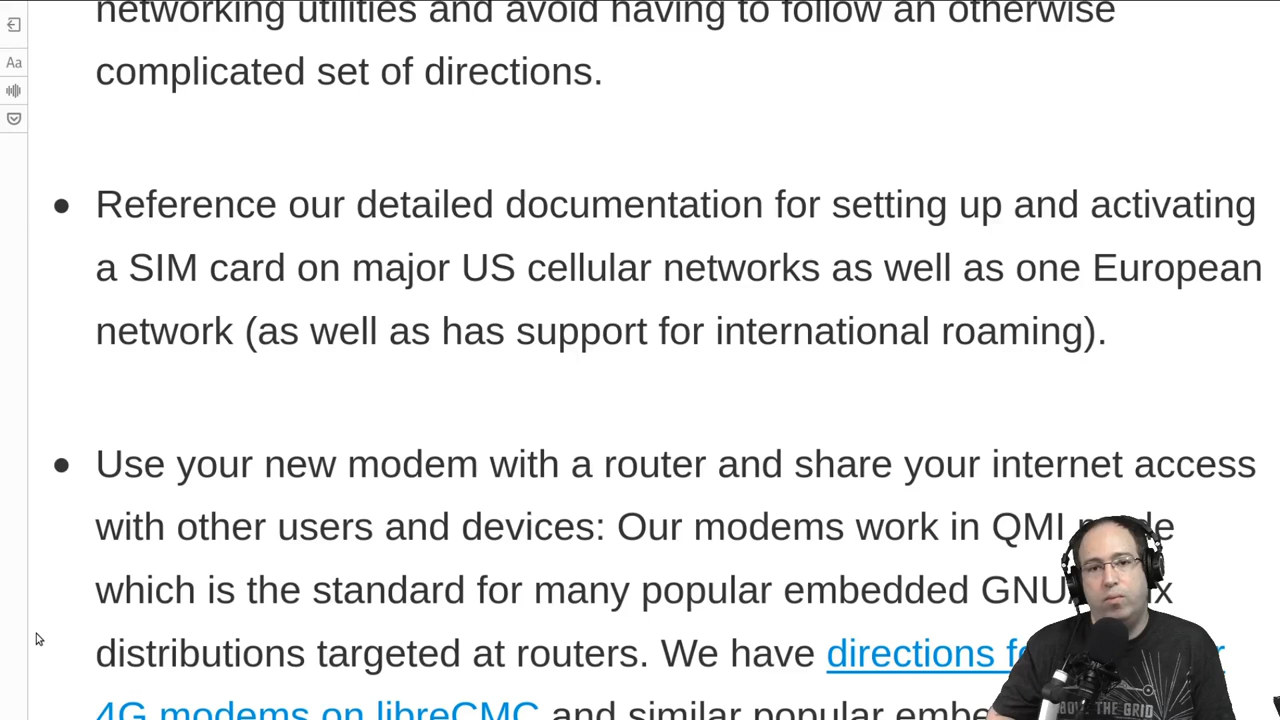 networking utilities and avoid having to follow an otherwise
complicated set of directions.
Aa
• Reference our detailed documentation for setting up and activating
a SIM card on major US cellular networks as well as one European
network (as well as has support for international roaming).
• Use your new modem with a router and share your internet access
with other users and devices: Our modems work in QMI
which is the standard for many popular embedded
distributions targeted at routers. We have directions
4G modems on libreCMC and similar popular
THE GRID